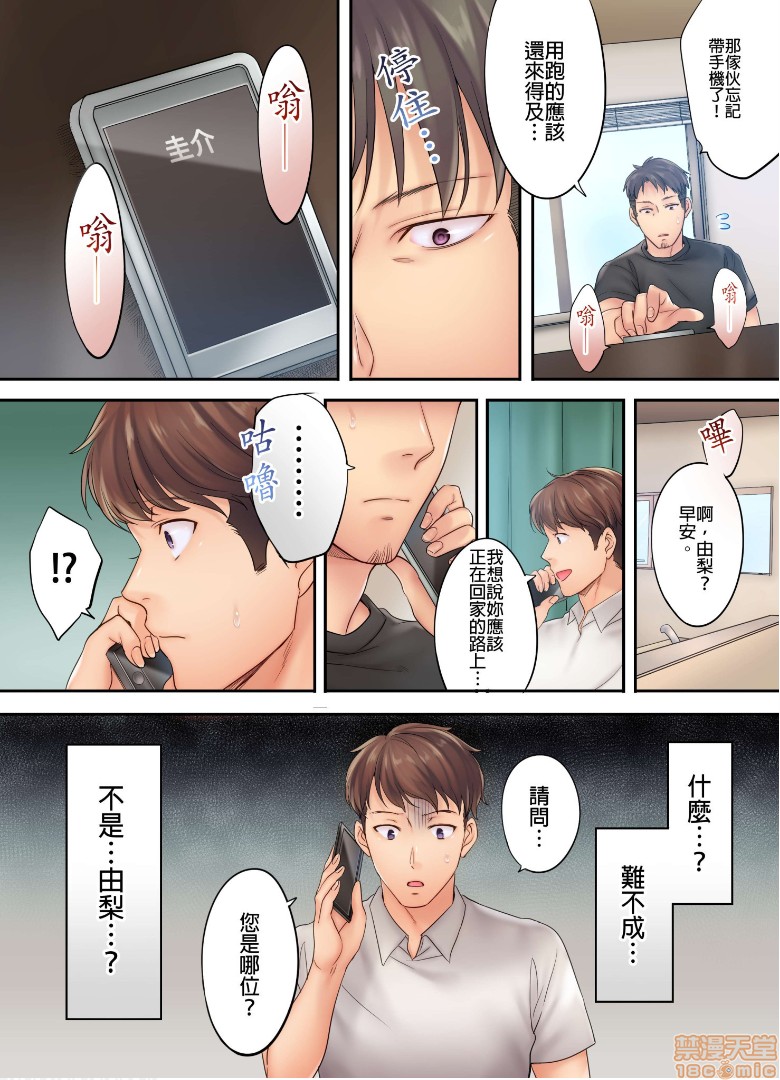 那傢伙忘記
帶手機了！
嗡——
嗡——
用跑的應該
還來得及…
停住…
圭介
嗡——
嗡——
嗶
啊，由梨？
早安。
我想說妳應該
正在回家的路上…
………
咕嚕
!?
什麼…？
難不成…
請問…
您是哪位？
不是…由梨…？
禁漫天堂
18comic